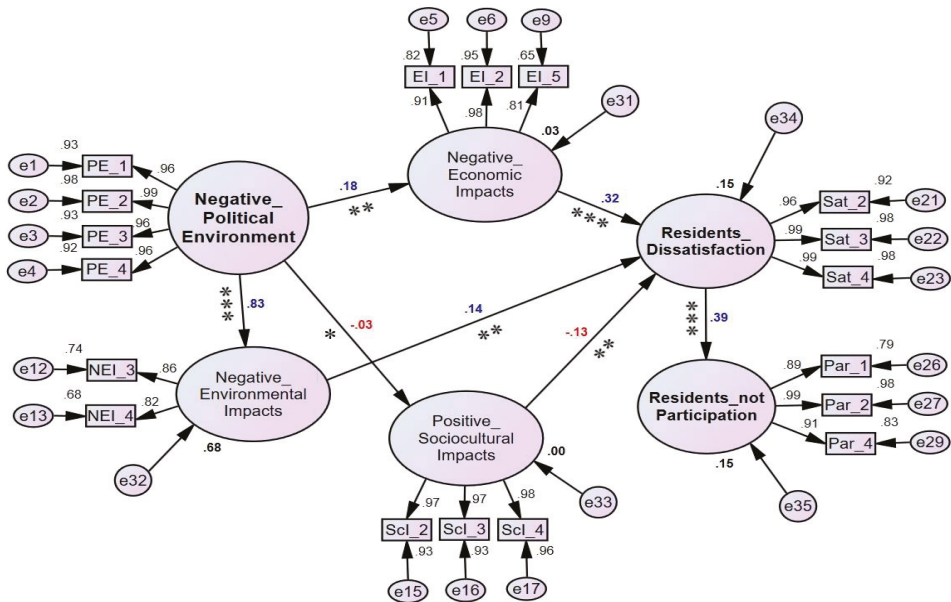 e5
e6
e9
.82
.95
.65
EI_1
EI_2
EI_5
.91
.98
.81
e31
.03
Negative_
Economic
Impacts
e34
.15
Residents_
Dissatisfaction
.96
Sat_2
.92
e21
.99
Sat_3
.98
e22
.99
Sat_4
.98
e23
e1
.93
PE_1
.96
e2
.98
PE_2
.99
e3
.93
PE_3
.96
e4
.92
PE_4
.96
Negative_
Political
Environment
.18
**
.32
***
***
.83
*
-.03
.14
**
-.13
**
***
.39
e12
.74
NEI_3
.86
e13
.68
NEI_4
.82
Negative_
Environmental
Impacts
.68
e32
Positive_
Sociocultural
Impacts
.00
e33
Residents_not
Participation
.15
e35
.89
Par_1
.79
e26
.99
Par_2
.98
e27
.91
Par_4
.83
e29
.97
.97
.98
ScI_2
ScI_3
ScI_4
.93
.93
.96
e15
e16
e17